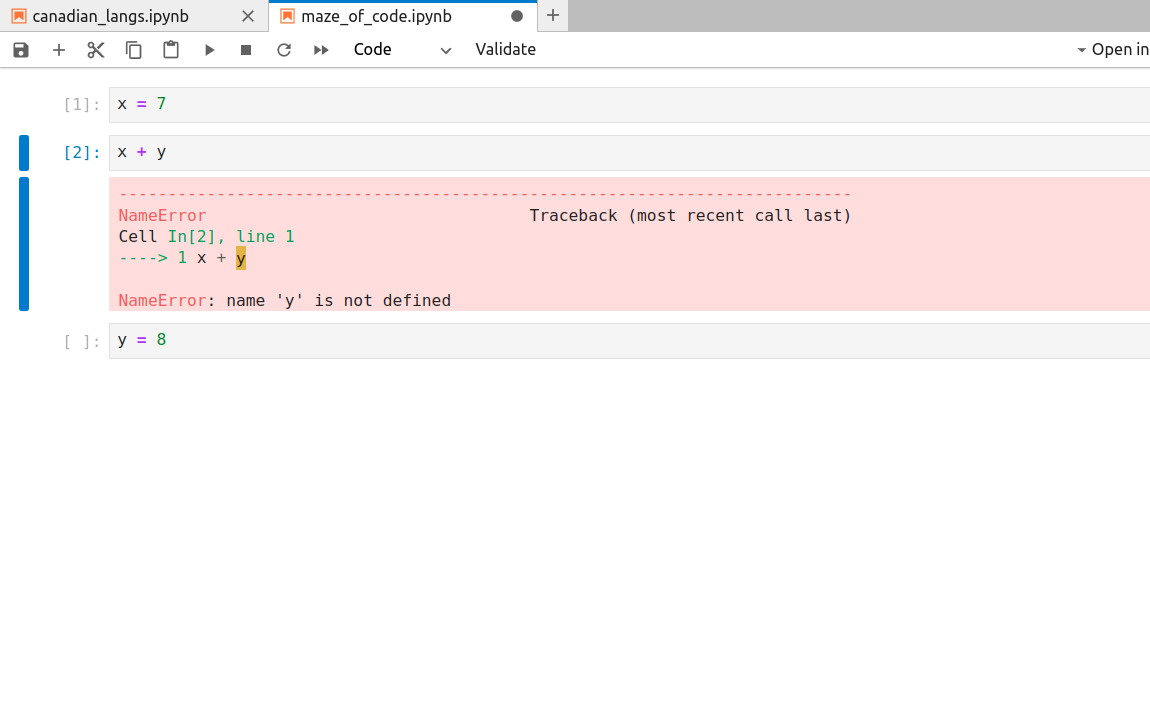 canadian_langs.ipynb
maze_of_code.ipynb
Code
Validate
Open in
[1]: x = 7
[2]: x + y
---------------------------------------------------------------------------
NameError                                 Traceback (most recent call last)
Cell In[2], line 1
----> 1 x + y
NameError: name 'y' is not defined
[ ]: y = 8